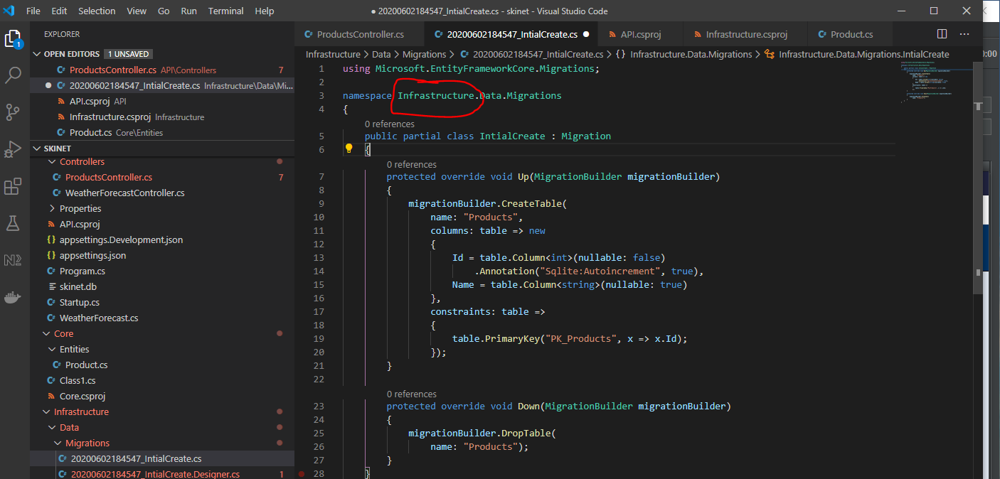 File Edit Selection View Go Run Terminal Help
● 20200602184547_IntialCreate.cs - skinet - Visual Studio Code
EXPLORER
ProductsController.cs
20200602184547_IntialCreate.cs
API.csproj
Infrastructure.csproj
Product.cs
1
OPEN EDITORS 1 UNSAVED
ProductsController.cs API\Controllers 7
20200602184547_IntialCreate.cs Infrastructure\Data\Mi...
API.csproj API
Infrastructure.csproj Infrastructure
Product.cs Core\Entities
SKINET
Controllers
ProductsController.cs 7
WeatherForecastController.cs
Properties
API.csproj
appsettings.Development.json
appsettings.json
Program.cs
skinet.db
Startup.cs
WeatherForecast.cs
Core
Entities
Product.cs
Class1.cs
Core.csproj
Infrastructure
Data
Migrations
20200602184547_IntialCreate.cs
20200602184547_IntialCreate.Designer.cs 1
Infrastructure > Data > Migrations > 20200602184547_IntialCreate.cs > {} Infrastructure.Data.Migrations > Infrastructure.Data.Migrations.IntialCreate
:00
1 using Microsoft.EntityFrameworkCore.Migrations;
2
3 namespace Infrastructure.Data.Migrations
4 {
0 references
5 public partial class IntialCreate : Migration
6 {
0 references
7 protected override void Up(MigrationBuilder migrationBuilder)
8 {
9 migrationBuilder.CreateTable(
10 name: "Products",
11 columns: table => new
12 {
13 Id = table.Column<int>(nullable: false)
14 .Annotation("Sqlite:Autoincrement", true),
15 Name = table.Column<string>(nullable: true)
16 },
17 constraints: table =>
18 {
19 table.PrimaryKey("PK_Products", x => x.Id);
20 });
21 }
22
0 references
23 protected override void Down(MigrationBuilder migrationBuilder)
24 {
25 migrationBuilder.DropTable(
26 name: "Products");
27 }
28 }